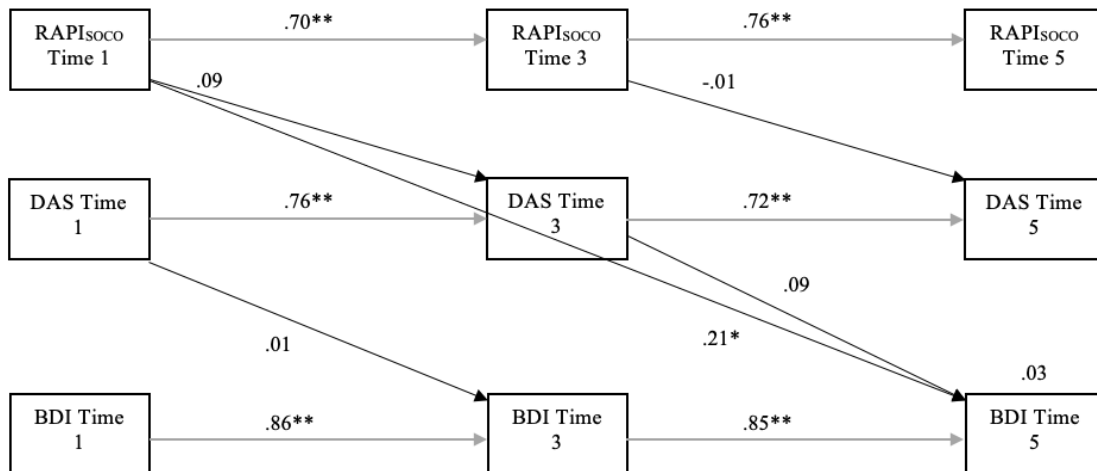 .70**
.76**
RAPISOCO
Time 1
RAPISOCO
Time 3
RAPISOCO
Time 5
.09
-.01
DAS Time
1
.76**
DAS Time
3
.72**
DAS Time
5
.09
.01
.21*
.03
BDI Time
1
.86**
BDI Time
3
.85**
BDI Time
5